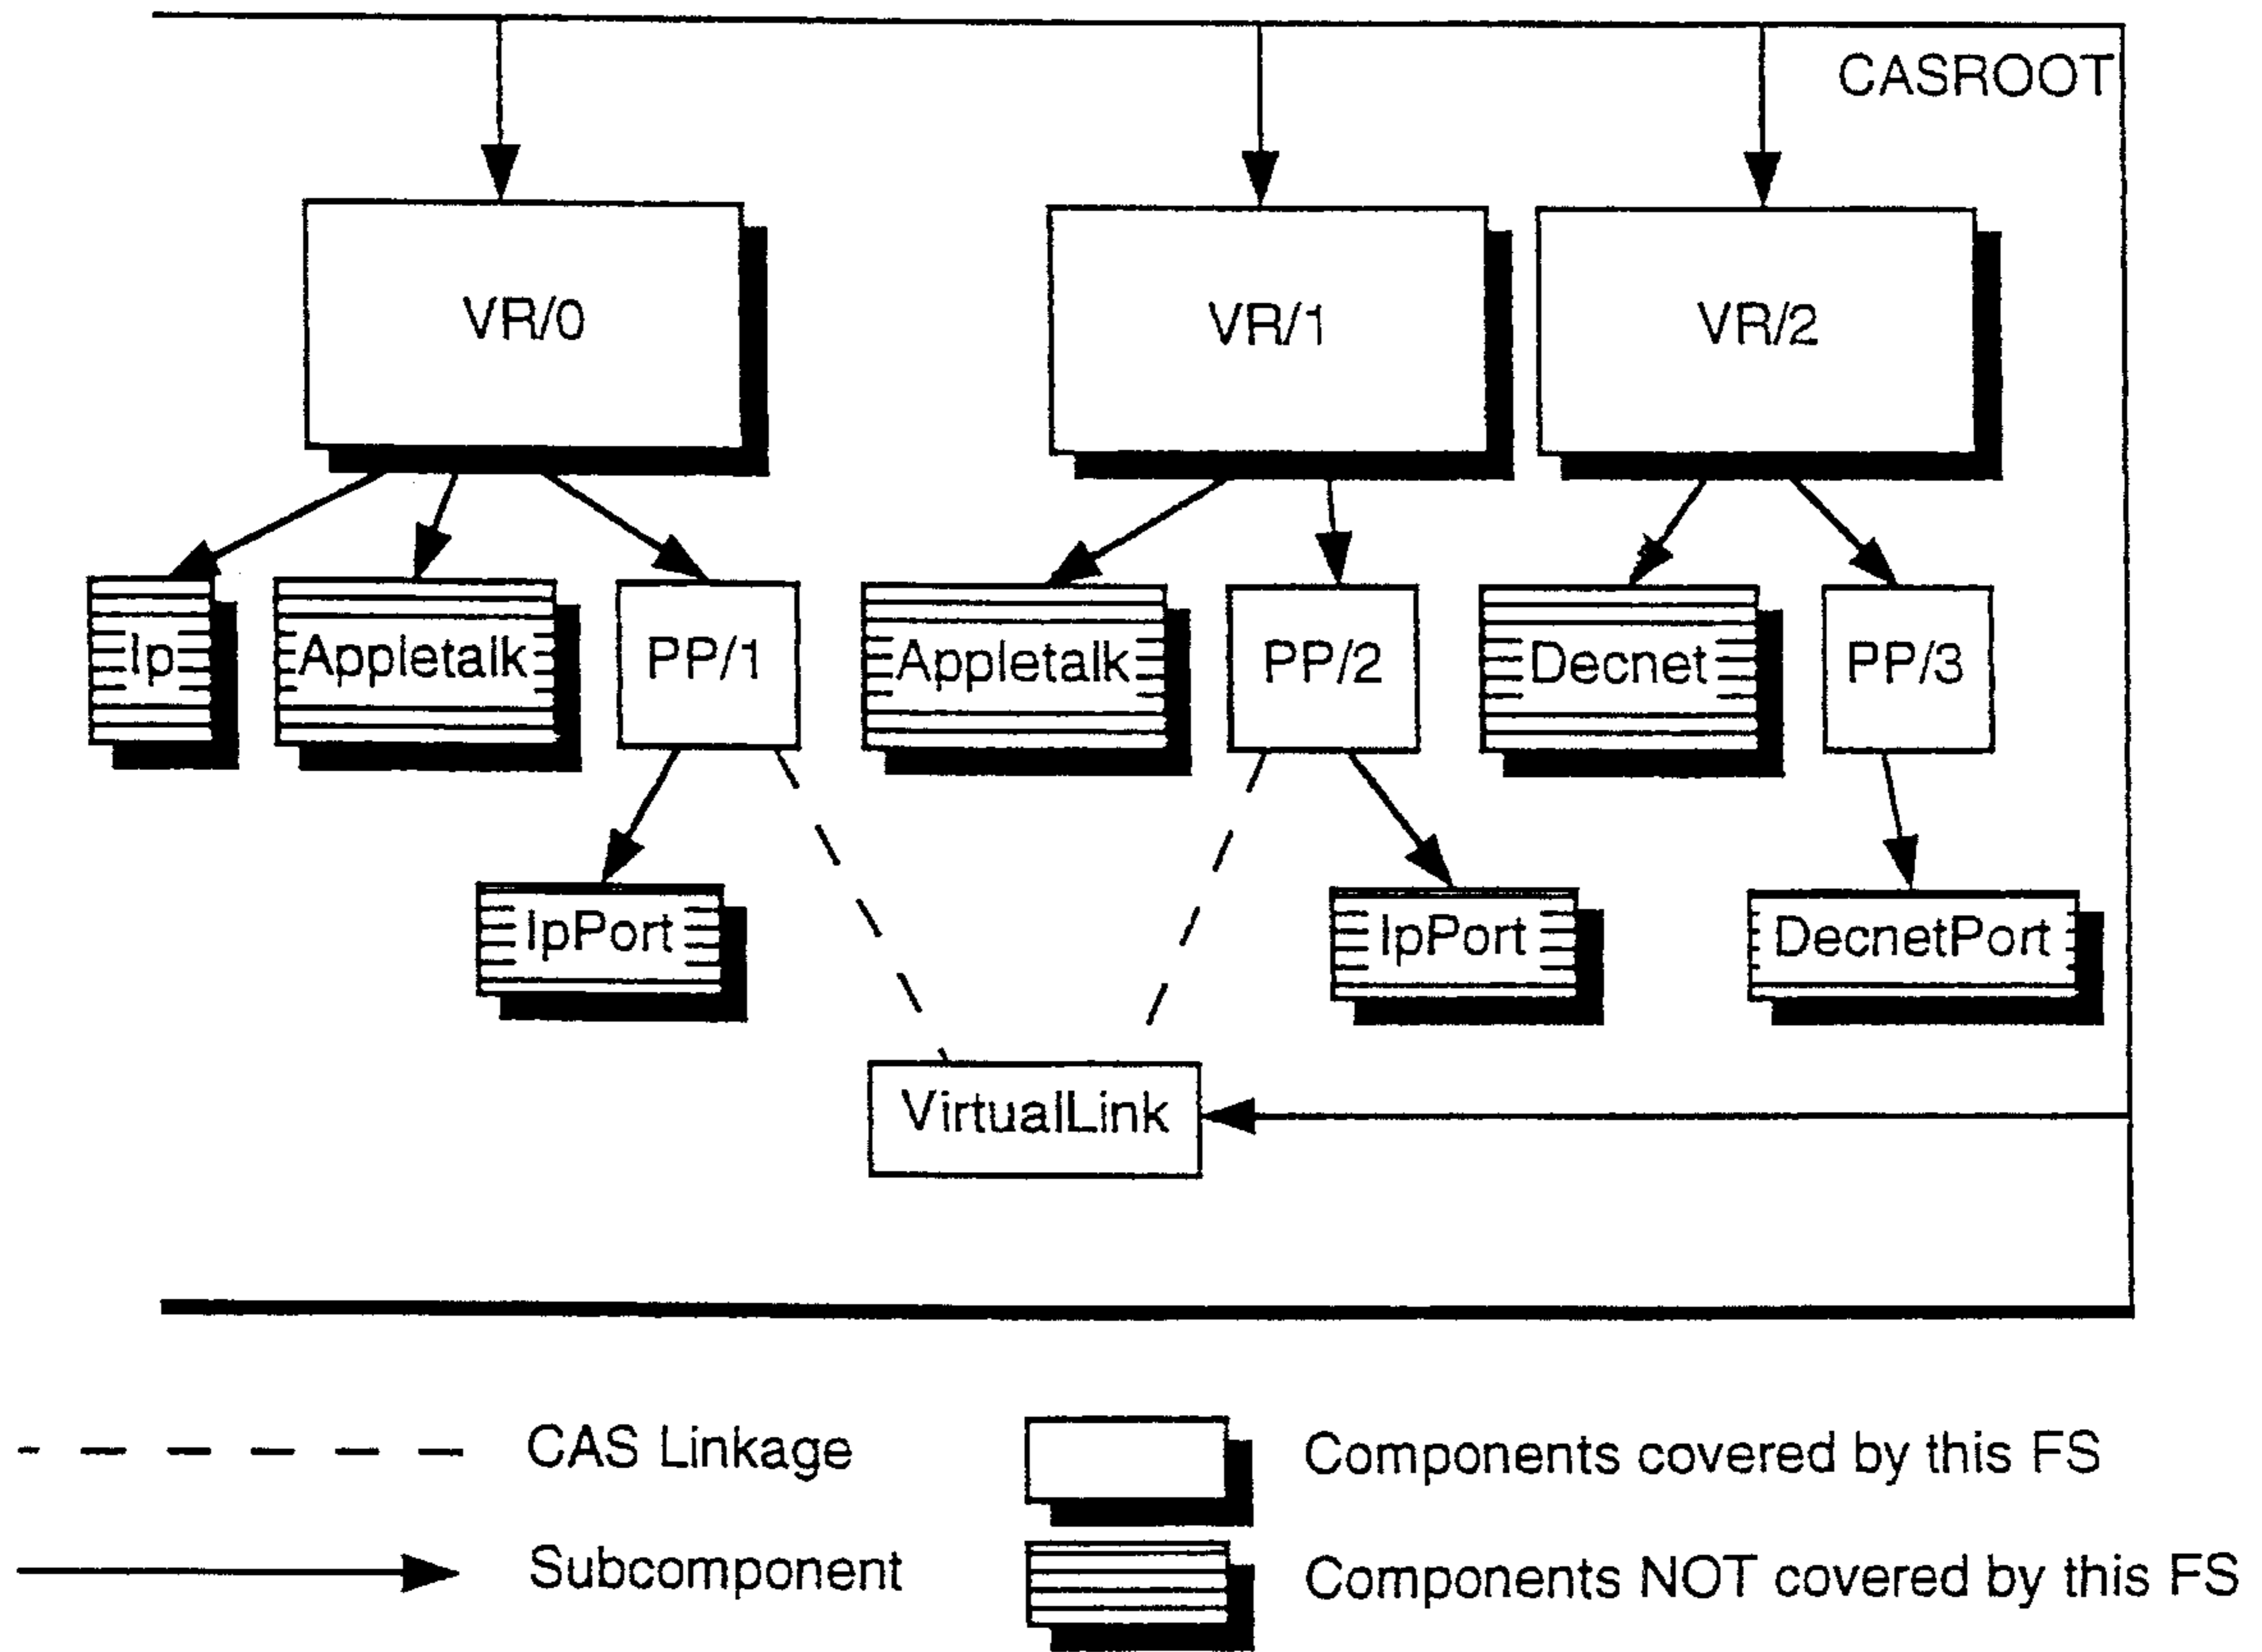 CASROOT
VR/0
VR/1
VR/2
Ip
Appletalk
PP/1
Appletalk
PP/2
Decnet
PP/3
IpPort
IpPort
DecnetPort
VirtualLink
CAS Linkage
Components covered by this FS
Subcomponent
Components NOT covered by this FS